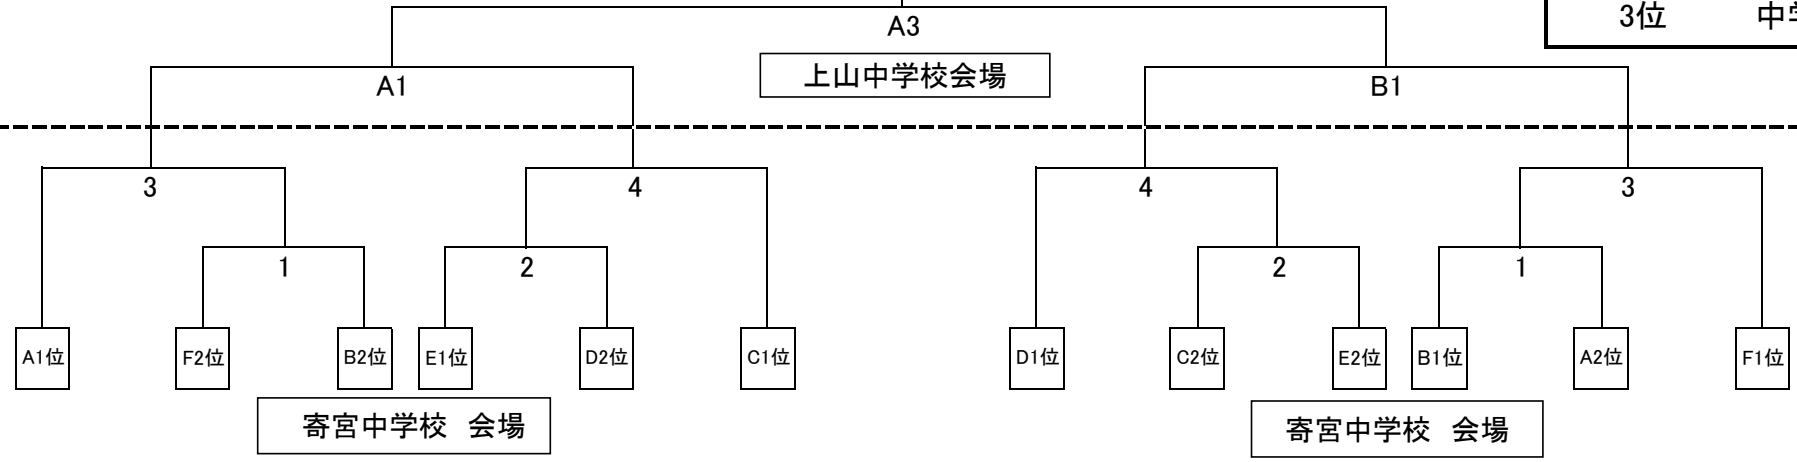 3位 中学
A3
上山中学校会場
A1
B1
3
4
4
3
1
2
2
1
A1位
F2位
B2位
E1位
D2位
C1位
D1位
C2位
E2位
B1位
A2位
F1位
寄宮中学校 会場
寄宮中学校 会場